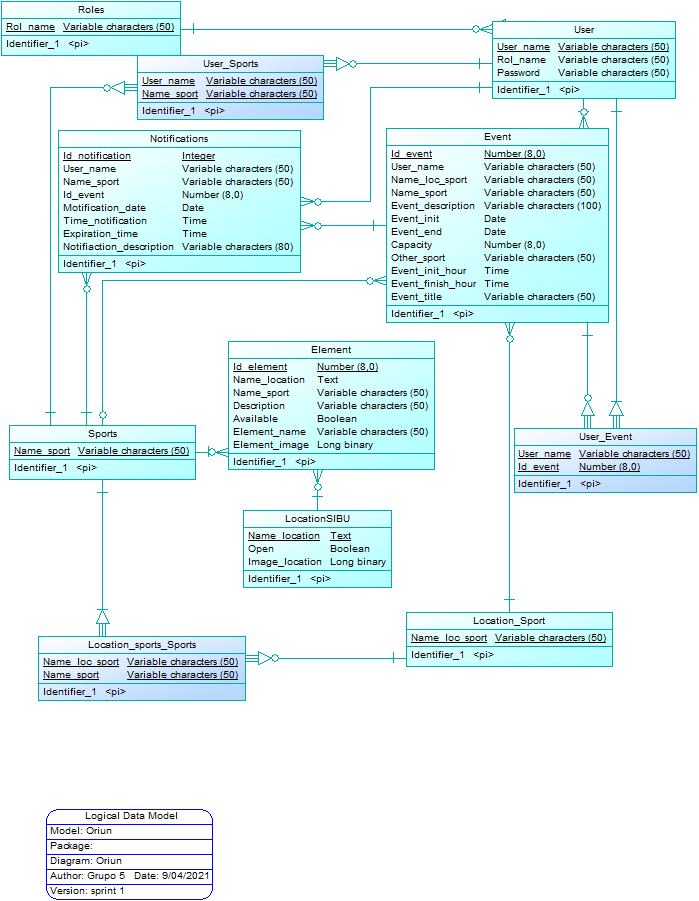 Roles
Rol_name Variable characters (50)
Identifier_1 <pi>
User
User_name Variable characters (50)
Rol_name Variable characters (50)
Password Variable characters (50)
Identifier_1 <pi>
User_Sports
User_name Variable characters (50)
Name_sport Variable characters (50)
Identifier_1 <pi>
Notifications
Id_notification Integer
User_name Variable characters (50)
Name_sport Variable characters (50)
Id_event Number (8,0)
Motification_date Date
Time_notification Time
Expiration_time Time
Notifiaction_description Variable characters (80)
Identifier_1 <pi>
Event
Id_event Number (8,0)
User_name Variable characters (50)
Name_loc_sport Variable characters (50)
Name_sport Variable characters (50)
Event_description Variable characters (100)
Event_init Date
Event_end Date
Capacity Number (8,0)
Other_sport Variable characters (50)
Event_init_hour Time
Event_finish_hour Time
Event_title Variable characters (50)
Identifier_1 <pi>
Element
Id_element Number (8,0)
Name_location Text
Name_sport Variable characters (50)
Description Variable characters (50)
Available Boolean
Element_name Variable characters (50)
Element_image Long binary
Identifier_1 <pi>
Sports
Name_sport Variable characters (50)
Identifier_1 <pi>
User_Event
User_name Variable characters (50)
Id_event Number (8,0)
Identifier_1 <pi>
LocationSIBU
Name_location Text
Open Boolean
Image_location Long binary
Identifier_1 <pi>
Location_Sport
Name_loc_sport Variable characters (50)
Identifier_1 <pi>
Location_sports_Sports
Name_loc_sport Variable characters (50)
Name_sport Variable characters (50)
Identifier_1 <pi>
Logical Data Model
Model: Oriun
Package:
Diagram: Oriun
Author: Grupo 5 Date: 9/04/2021
Version: sprint 1